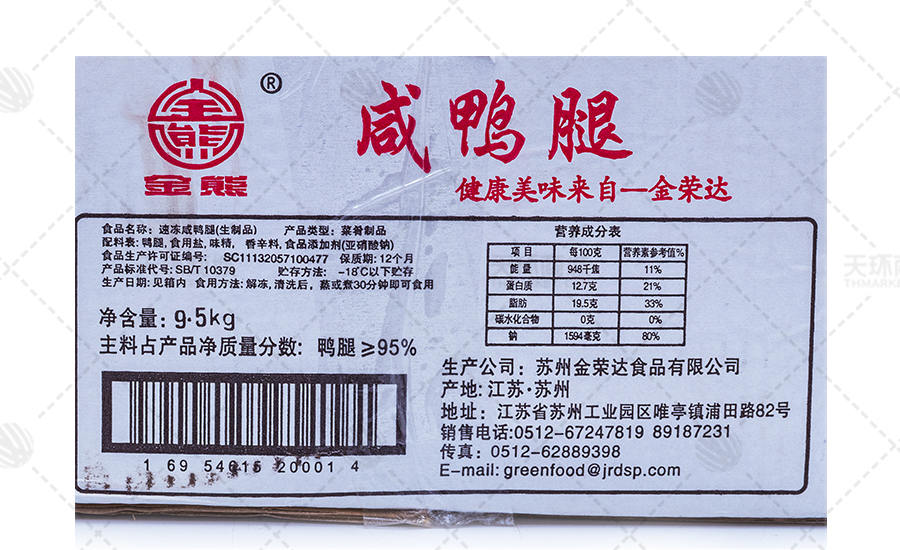 金熊
®
金熊
咸鸭腿
健康美味来自—金荣达
食品名称：速冻咸鸭腿(生制品) 产品类型：菜肴制品
配料表：鸭腿，食用盐，味精，香辛料，食品添加剂(亚硝酸钠)
食品生产许可证编号： SC11132057100477 保质期：12个月
产品标准代号：SB/T 10379 贮存方法： -18℃以下贮存
生产日期：见箱内 食用方法：解冻，清洗后，蒸或煮30分钟即可食用
净含量：9·5kg
主料占产品净质量分数：鸭腿≥95%
1 69 54615 20001 4
营养成分表
项 目 每100克 营养素参考值%
能 量 948千焦 11%
蛋白质 12.7克 21%
脂肪 19.5克 33%
碳水化合物 0克 0%
钠 1594毫克 80%
生产公司：苏州金荣达食品有限公司
产地：江苏·苏州
地址：江苏省苏州工业园区唯亭镇浦田路82号
销售电话:0512-67247819 89187231
传真：0512-62889398
E-mail: greenfood@jrdsp.com
天环
THMARK